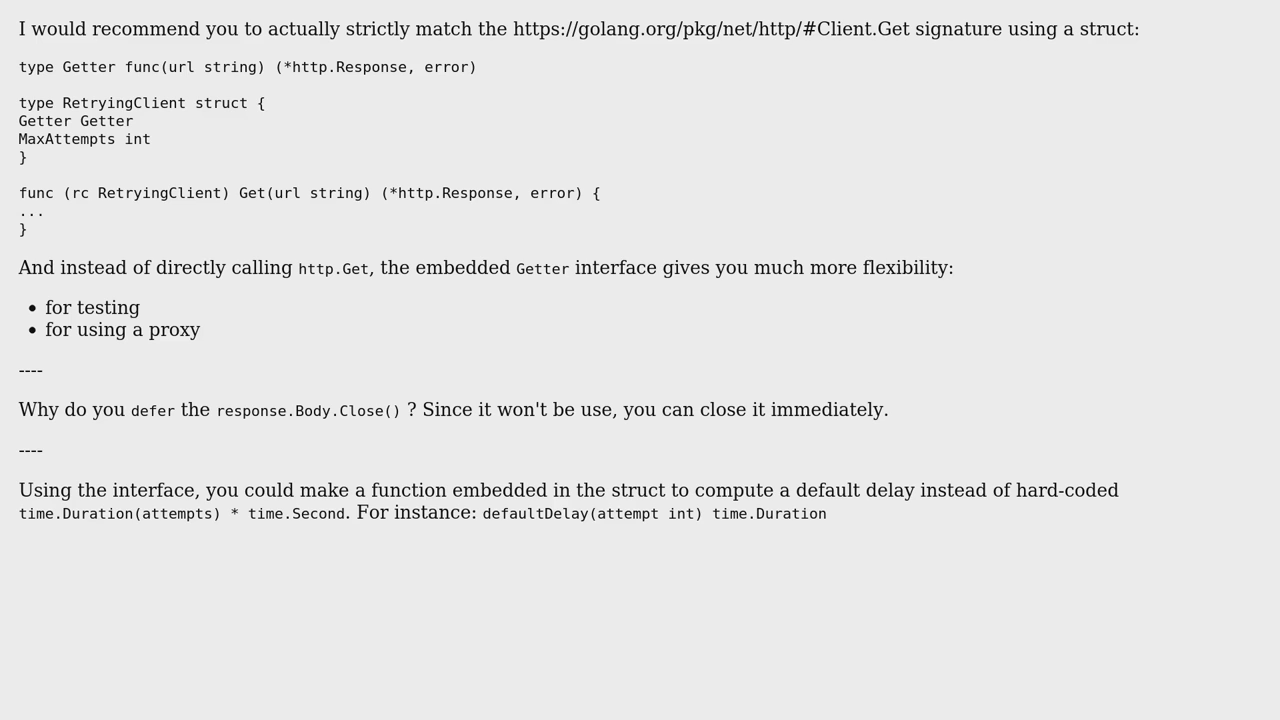 I would recommend you to actually strictly match the https://golang.org/pkg/net/http/#Client.Get signature using a struct:
type Getter func(url string) (*http.Response, error)
type RetryingClient struct {
Getter Getter
MaxAttempts int
}
func (rc RetryingClient) Get(url string) (*http.Response, error) {
...
}
And instead of directly calling http.Get, the embedded Getter interface gives you much more flexibility:
• for testing
• for using a proxy
----
Why do you defer the response.Body.Close() ? Since it won't be use, you can close it immediately.
----
Using the interface, you could make a function embedded in the struct to compute a default delay instead of hard-coded
time.Duration(attempts) * time.Second. For instance: defaultDelay(attempt int) time.Duration